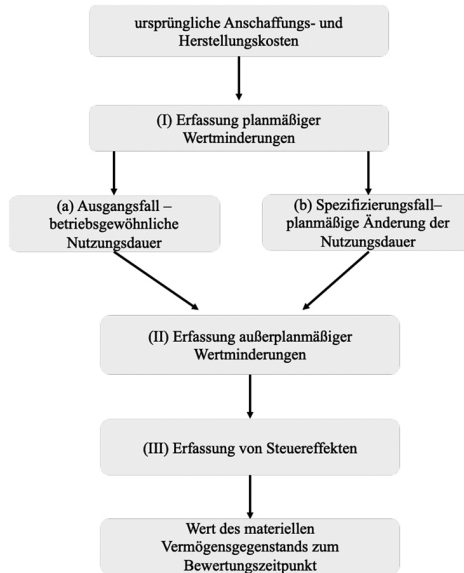 ursprüngliche Anschaffungs- und
Herstellungskosten
(I) Erfassung planmäßiger
Wertminderungen
(a) Ausgangsfall –
betriebsgewöhnliche
Nutzungsdauer
(b) Spezifizierungsfall–
planmäßige Änderung der
Nutzungsdauer
(II) Erfassung außerplanmäßiger
Wertminderungen
(III) Erfassung von Steuereffekten
Wert des materiellen
Vermögensgegenstands zum
Bewertungszeitpunkt